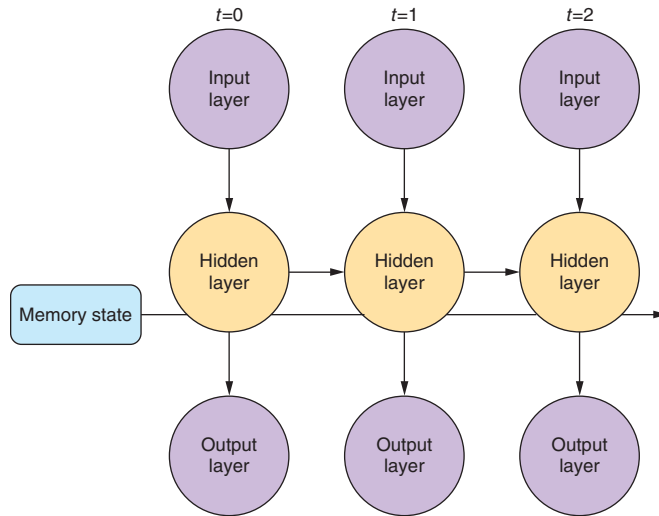 t=0 t=1 t=2
Input Input Input
layer layer layer
Hidden Hidden Hidden
layer layer layer
Memory state
Output Output Output
layer layer layer